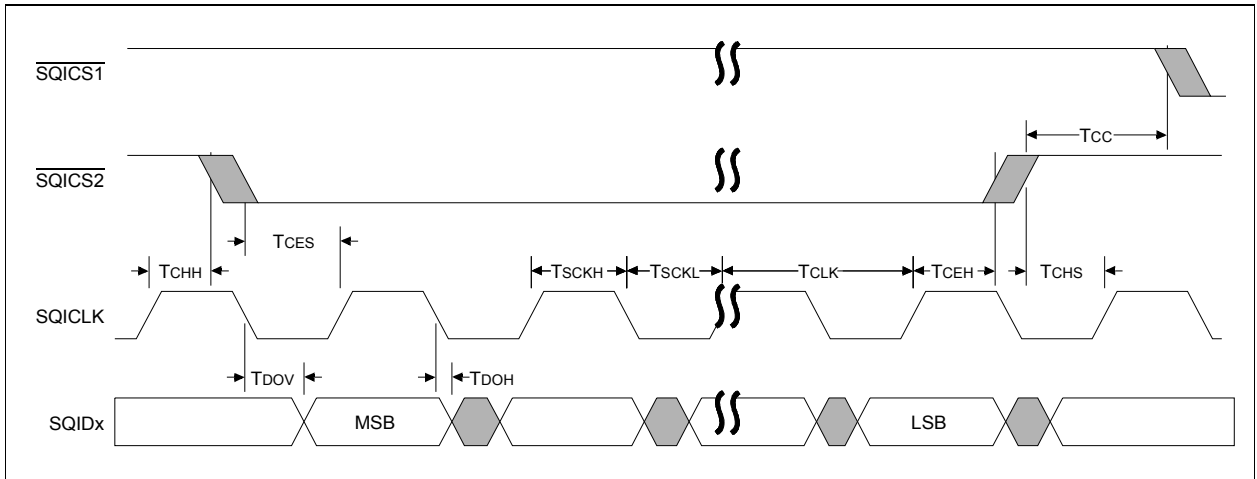 SQICS1
TCC
SQICS2
TCES
TCHH
TSCKH
TSCKL
TCLK
TCEH
TCHS
SQICLK
TDOV
TDOH
SQIDx
MSB
LSB